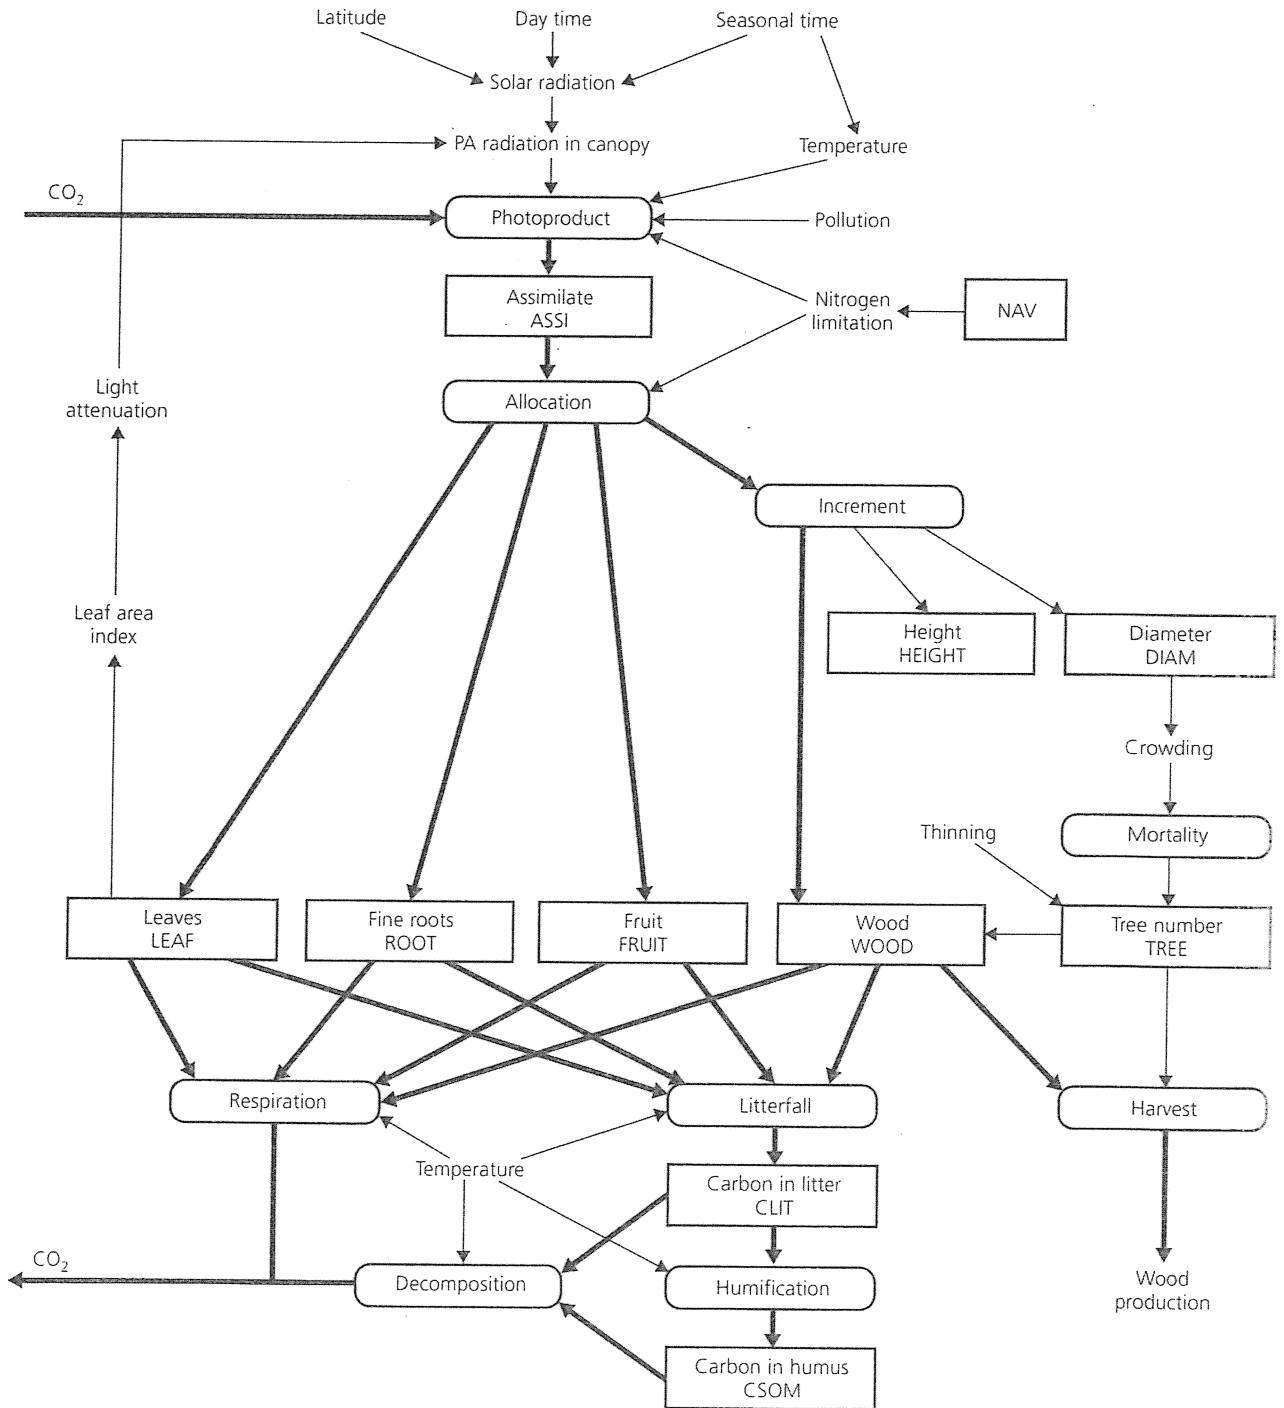 Latitude
Day time
Seasonal time
Solar radiation
PA radiation in canopy
Temperature
CO₂
Photoproduct
Pollution
Assimilate
ASSI
Nitrogen
limitation
NAV
Light
attenuation
Allocation
Increment
Leaf area
index
Height
HEIGHT
Diameter
DIAM
Crowding
Thinning
Mortality
Leaves
LEAF
Fine roots
ROOT
Fruit
FRUIT
Wood
WOOD
Tree number
TREE
Respiration
Litterfall
Harvest
Temperature
Carbon in litter
CLIT
CO₂
Decomposition
Humification
Wood
production
Carbon in humus
CSOM